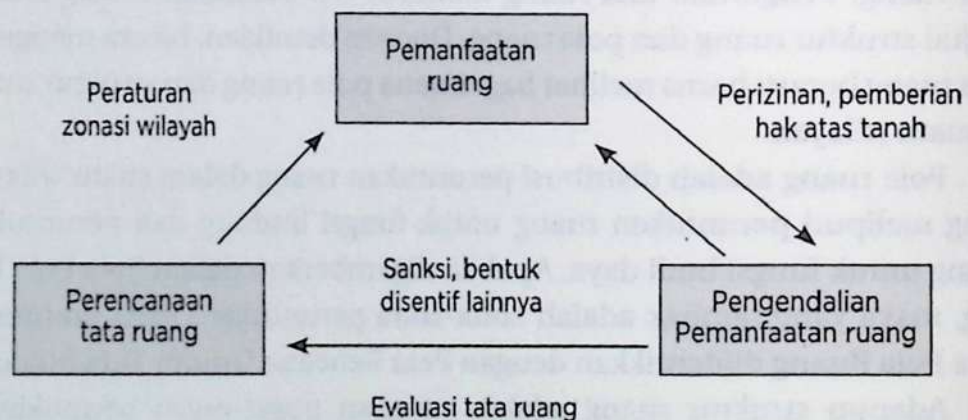 Pemanfaatan
ruang
Peraturan
zonasi wilayah
Perizinan, pemberian
hak atas tanah
Perencanaan
tata ruang
Sanksi, bentuk
disentif lainnya
Pengendalian
Pemanfaatan ruang
Evaluasi tata ruang